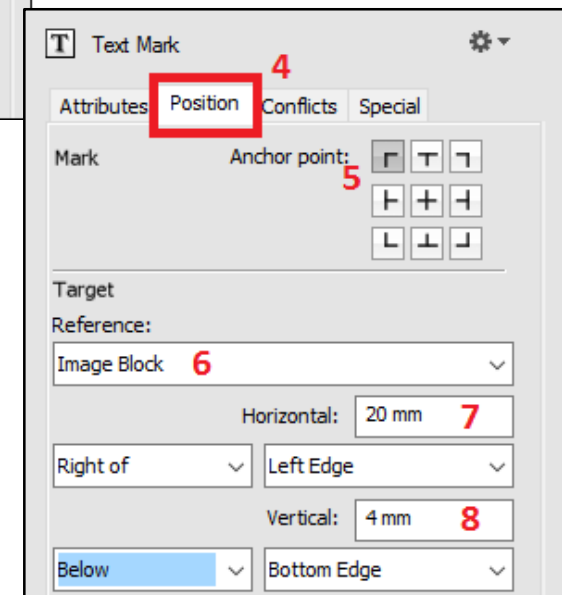 T Text Mark
4
Attributes Position Conflicts Special
Mark Anchor point:
5
Target
Reference:
Image Block 6
Horizontal: 20 mm 7
Right of Left Edge
Vertical: 4 mm 8
Below Bottom Edge